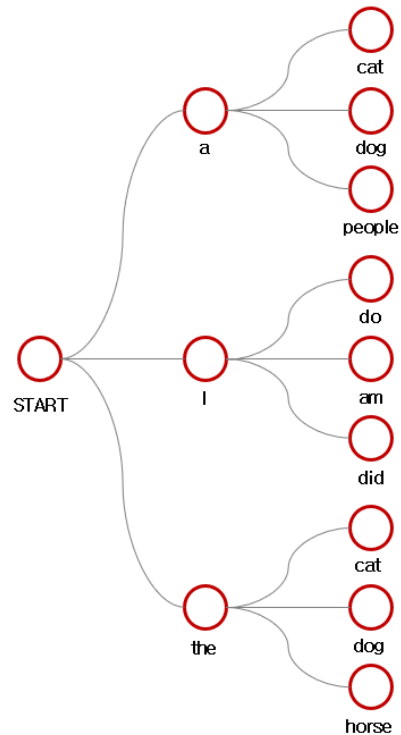 cat
a
dog
people
do
START
I
am
did
cat
the
dog
horse